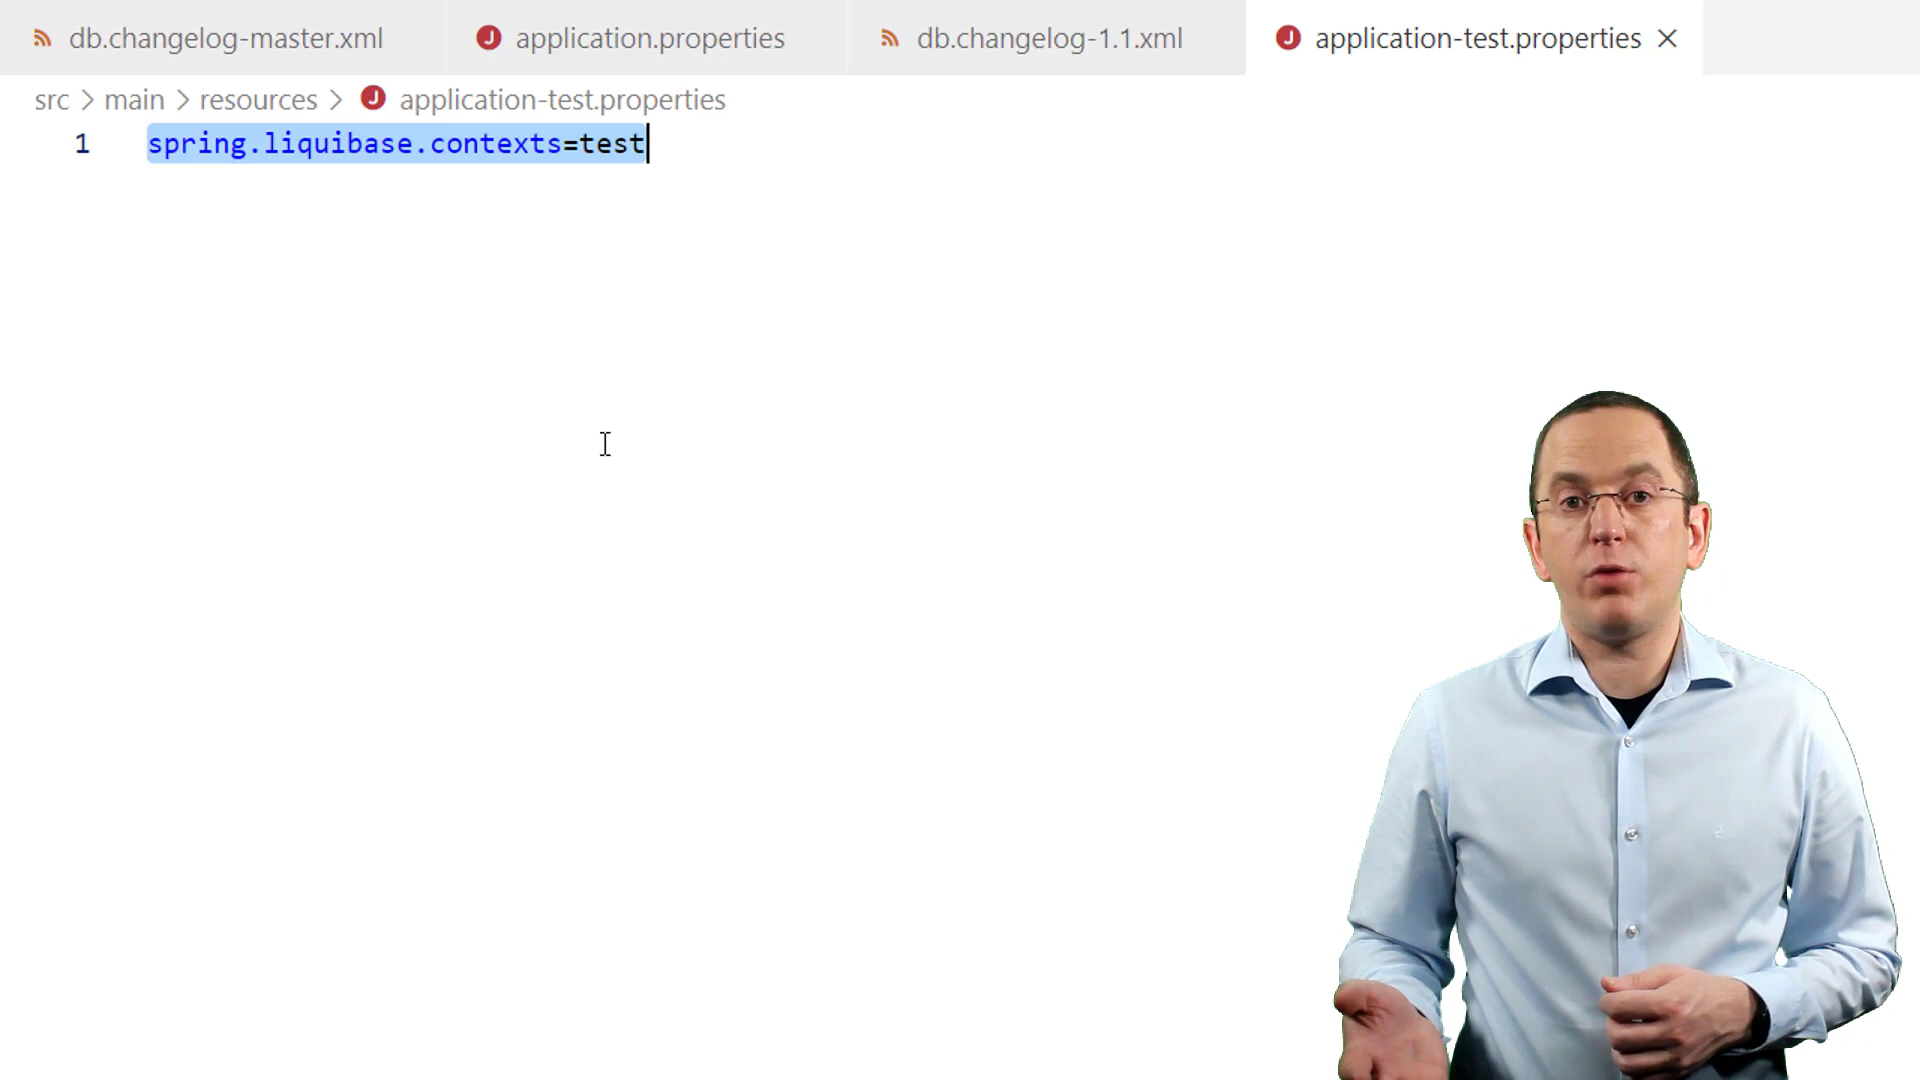 db.changelog-master.xml
J application.properties
db.changelog-1.1.xml
J application-test.properties
src > main > resources > J application-test.properties
1 spring.liquibase.contexts=test